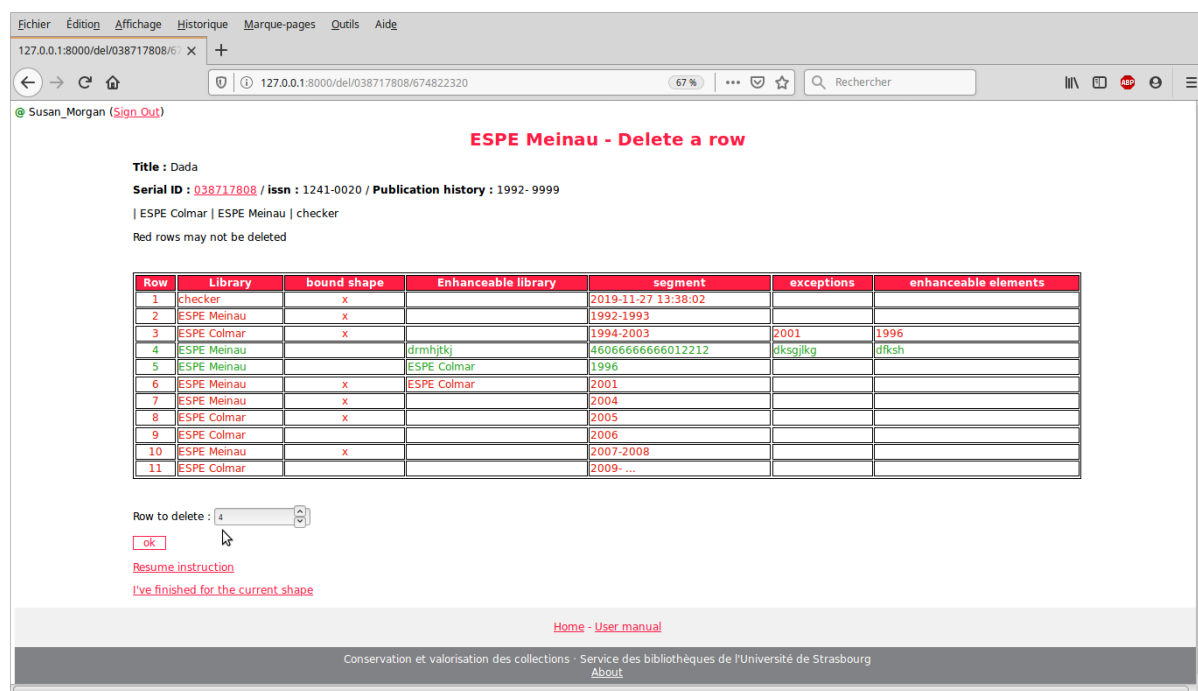 Fichier Édition Affichage Historique Marque-pages Outils Aide
127.0.0.1:8000/del/038717808/67
127.0.0.1:8000/del/038717808/674822320 67 % Rechercher ABP
@ Susan_Morgan (Sign Out)
ESPE Meinau - Delete a row
Title : Dada
Serial ID : 038717808 / issn : 1241-0020 / Publication history : 1992- 9999
| ESPE Colmar | ESPE Meinau | checker
Red rows may not be deleted
Row Library bound shape Enhanceable library segment exceptions enhanceable elements
1 checker x 2019-11-27 13:38:02
2 ESPE Meinau x 1992-1993
3 ESPE Colmar x 1994-2003 2001 1996
4 ESPE Meinau drmhjtkj 46066666666012212 dksgjlkg dfksh
5 ESPE Meinau ESPE Colmar 1996
6 ESPE Meinau x ESPE Colmar 2001
7 ESPE Meinau x 2004
8 ESPE Colmar x 2005
9 ESPE Colmar 2006
10 ESPE Meinau x 2007-2008
11 ESPE Colmar 2009- ...
Row to delete : 4
ok
Resume instruction
I've finished for the current shape
Home - User manual
Conservation et valorisation des collections · Service des bibliothèques de l'Université de Strasbourg
About